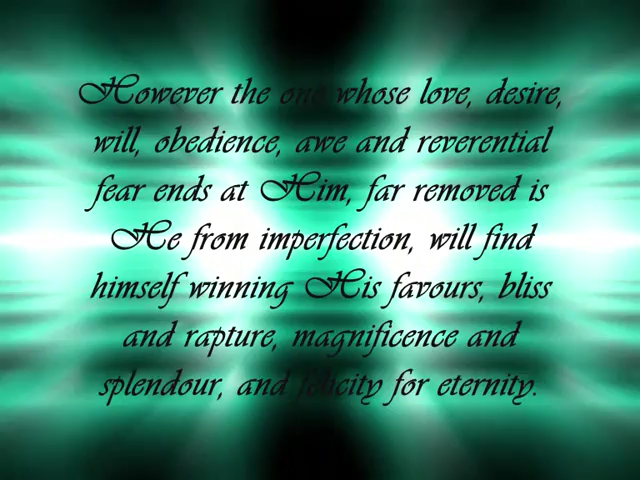 However the one whose love, desire,
will, obedience, awe and reverential
fear ends at Him, far removed is
He from imperfection, will find
himself winning His favours, bliss
and rapture, magnificence and
splendour, and felicity for eternity.